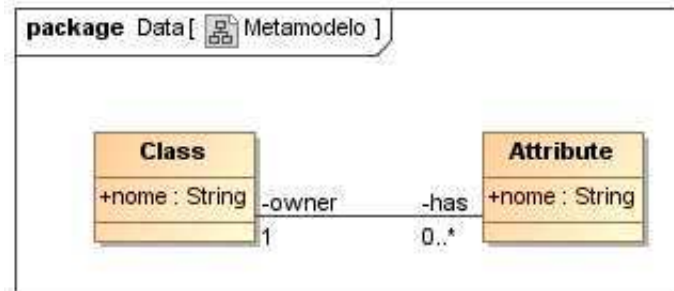 package Data[ Metamodelo ]
Class
Attribute
+nome : String
-owner
-has
+nome : String
1
0..*